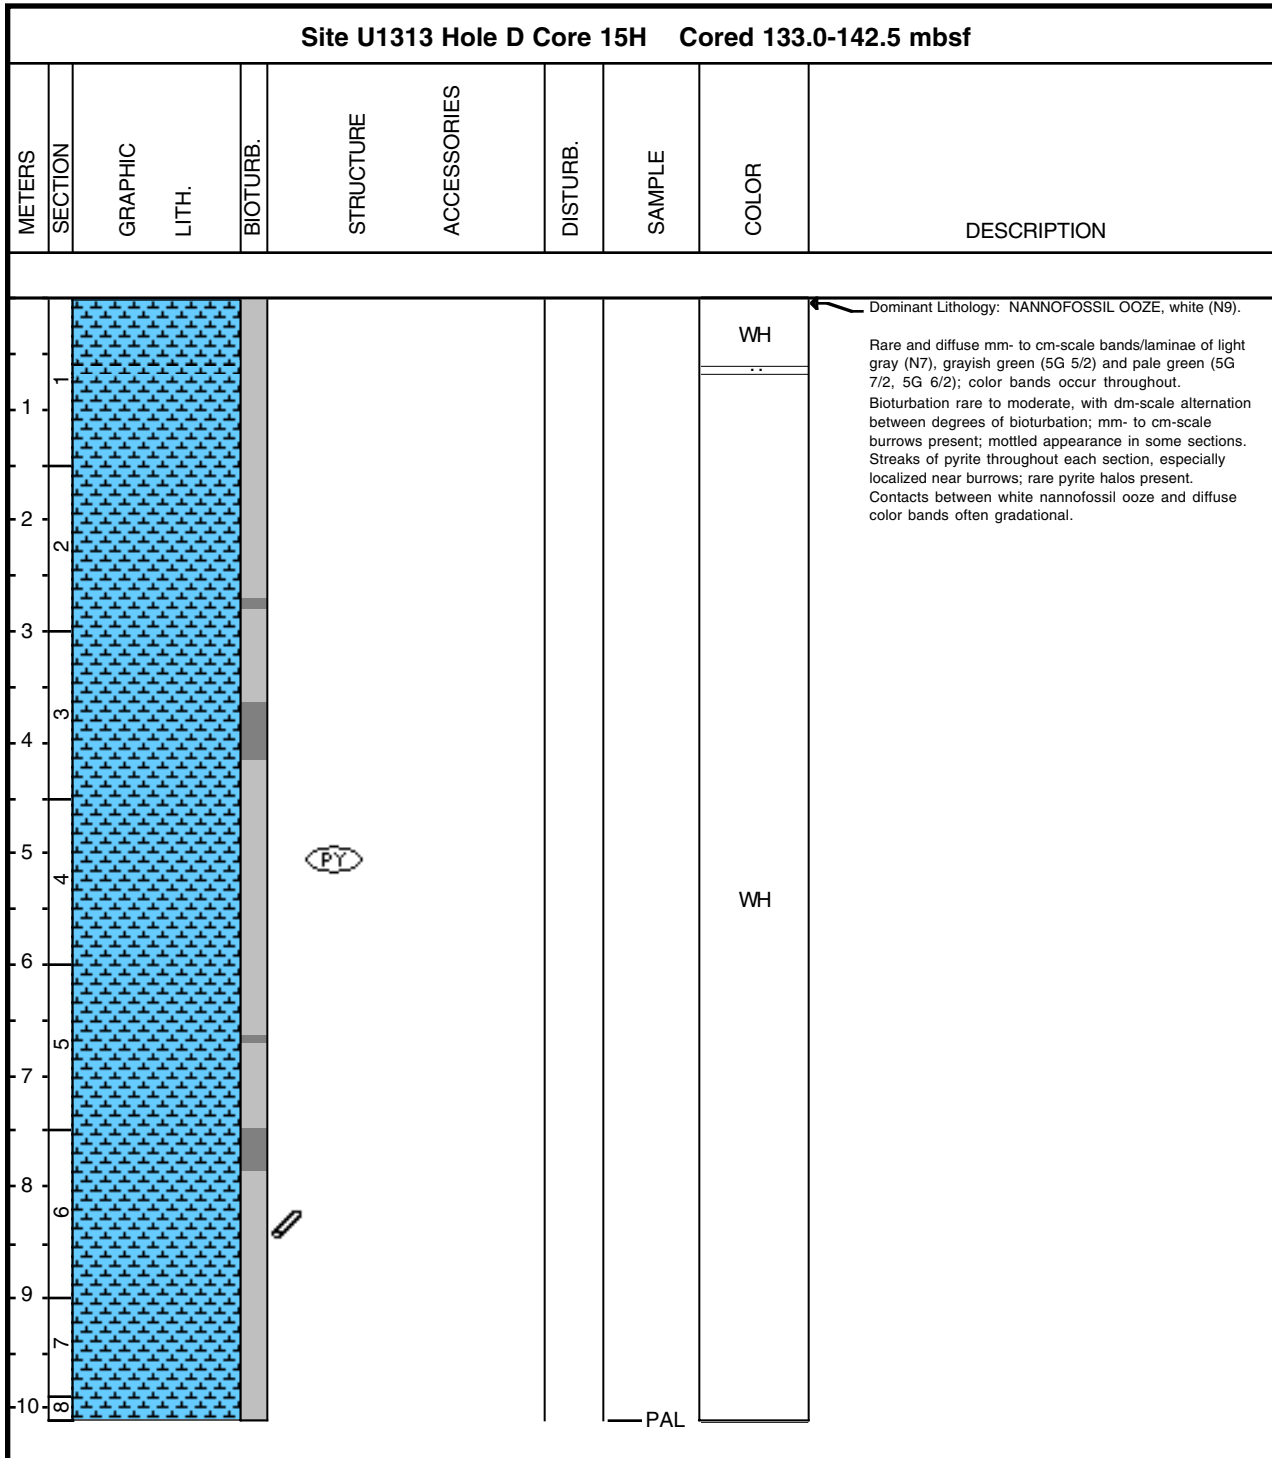 Site U1313 Hole D Core 15H Cored 133.0-142.5 mbsf
METERS
SECTION
GRAPHIC
LITH.
BIOTURB.
STRUCTURE
ACCESSORIES
DISTURB.
SAMPLE
COLOR
DESCRIPTION
Dominant Lithology: NANNOFOSSIL OOZE, white (N9).
Rare and diffuse mm- to cm-scale bands/laminae of light
gray (N7), grayish green (5G 5/2) and pale green (5G
7/2, 5G 6/2); color bands occur throughout.
Bioturbation rare to moderate, with dm-scale alternation
between degrees of bioturbation; mm- to cm-scale
burrows present; mottled appearance in some sections.
Streaks of pyrite throughout each section, especially
localized near burrows; rare pyrite halos present.
Contacts between white nannofossil ooze and diffuse
color bands often gradational.
WH
1
1
2
2
3
3
4
5
4
PY
WH
6
5
7
8
6
9
7
10
8
PAL